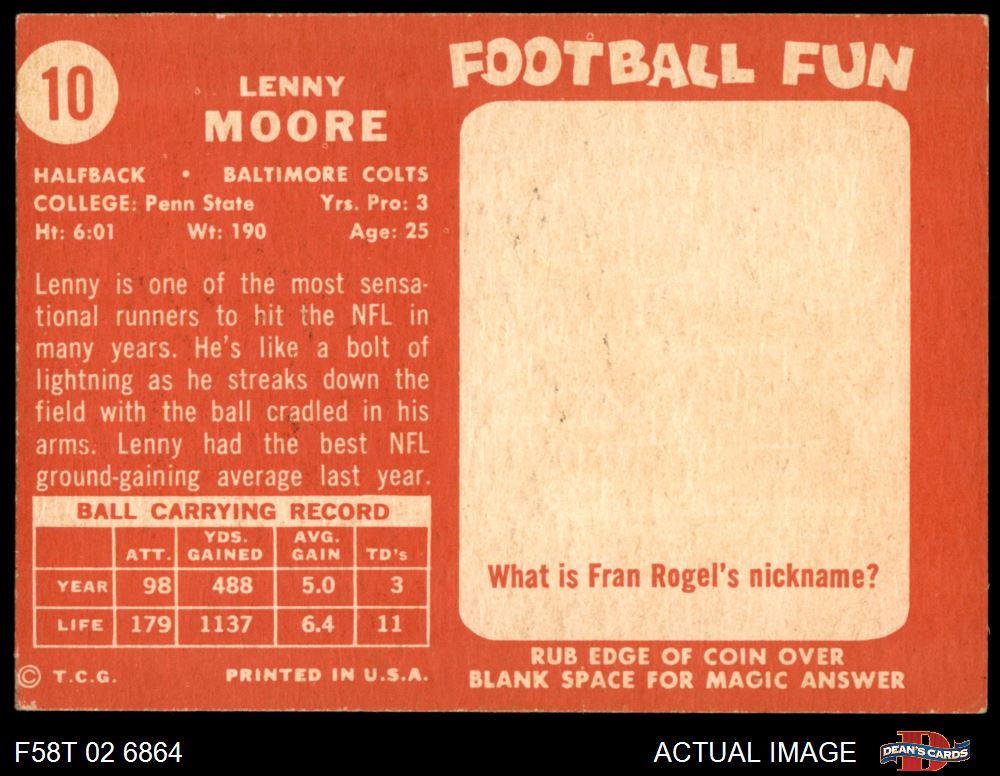 10
LENNY
MOORE
HALFBACK • BALTIMORE COLTS
COLLEGE: Penn State Yrs. Pro: 3
Ht: 6:01 Wt: 190 Age: 25
Lenny is one of the most sensa-
tional runners to hit the NFL in
many years. He's like a bolt of
lightning as he streaks down the
field with the ball cradled in his
arms. Lenny had the best NFL
ground-gaining average last year.
BALL CARRYING RECORD
ATT. YDS. GAINED AVG. GAIN TD's
YEAR 98 488 5.0 3
LIFE 179 1137 6.4 11
© T.C.G. PRINTED IN U.S.A.
FOOTBALL FUN
What is Fran Rogel's nickname?
RUB EDGE OF COIN OVER
BLANK SPACE FOR MAGIC ANSWER
F58T 02 6864
ACTUAL IMAGE
DEAN'S CARDS